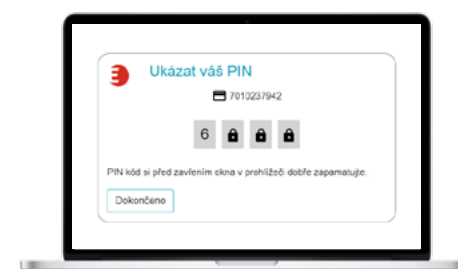 Ukázat váš PIN
7010237942
6
PIN kód si před zavřením okna v prohlížeči dobře zapamatujte.
Dokončeno